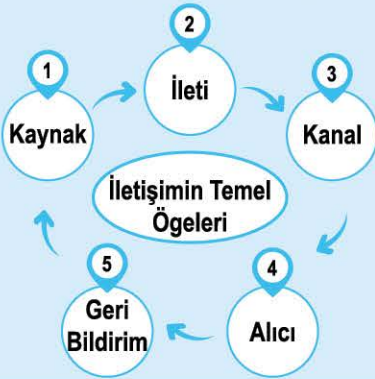 1
Kaynak
2
İleti
3
Kanal
İletişimin Temel
Ögeleri
4
Alıcı
5
Geri
Bildirim